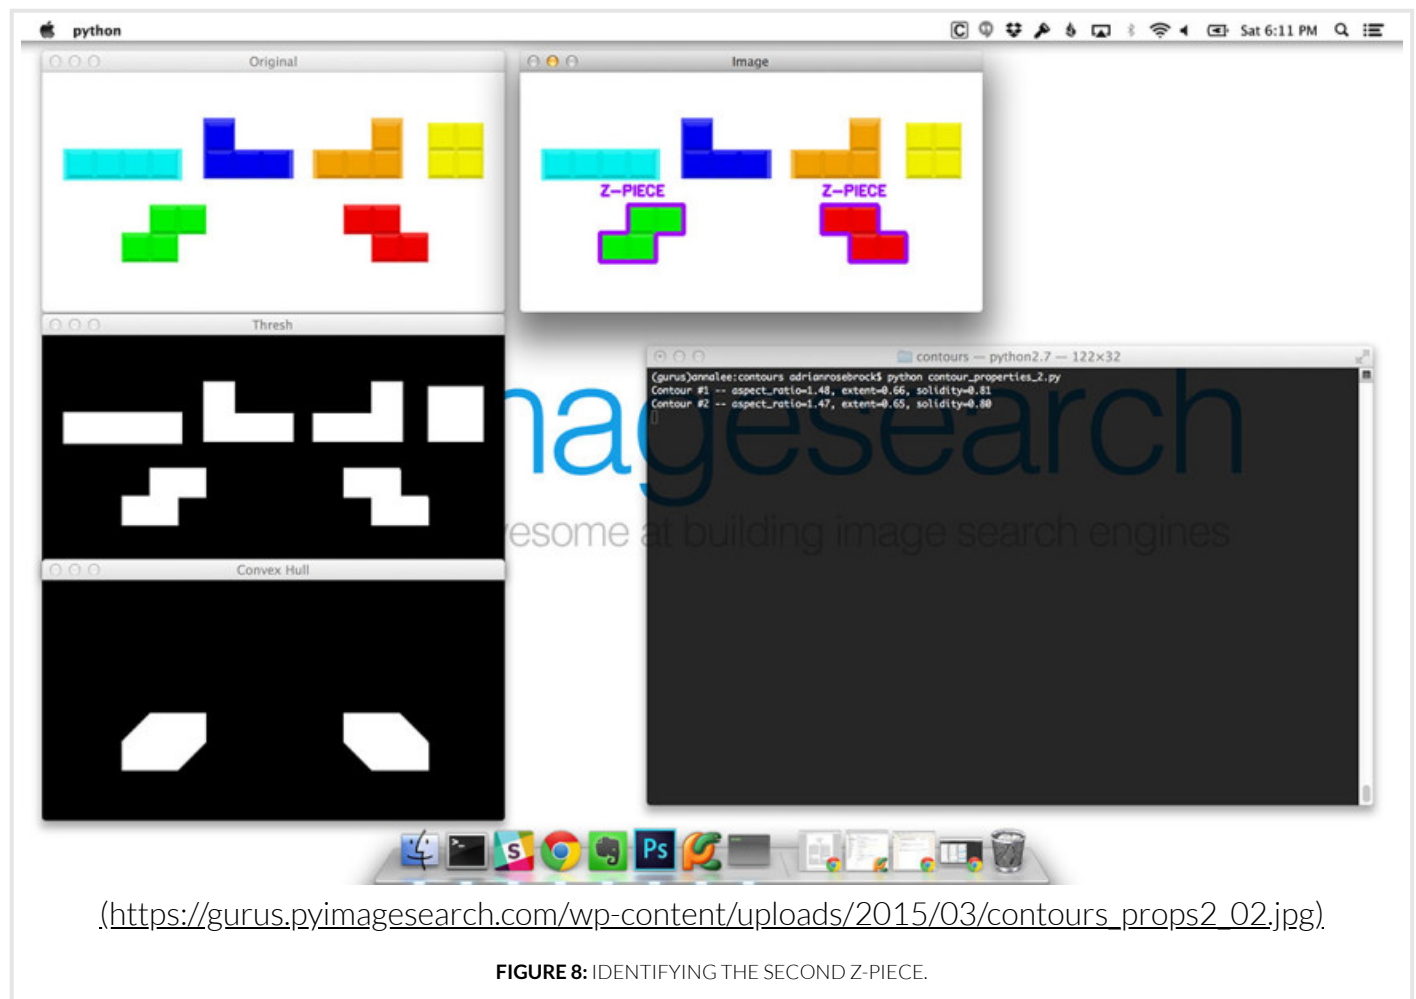 python
Sat 6:11 PM
Original
Image
Z-PIECE
Z-PIECE
Thresh
contours — python2.7 — 122×32
(gurus)annalee:contours adrianrosebrock$ python contour_properties_2.py
Contour #1 -- aspect_ratio=1.48, extent=0.66, solidity=0.81
Contour #2 -- aspect_ratio=1.47, extent=0.65, solidity=0.80
magesearch
esome at building image search engines
Convex Hull
S
Ps
(https://gurus.pyimagesearch.com/wp-content/uploads/2015/03/contours_props2_02.jpg)
FIGURE 8: IDENTIFYING THE SECOND Z-PIECE.